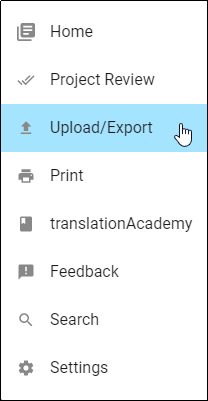 Home
Project Review
Upload/Export
Print
translationAcademy
Feedback
Search
Settings